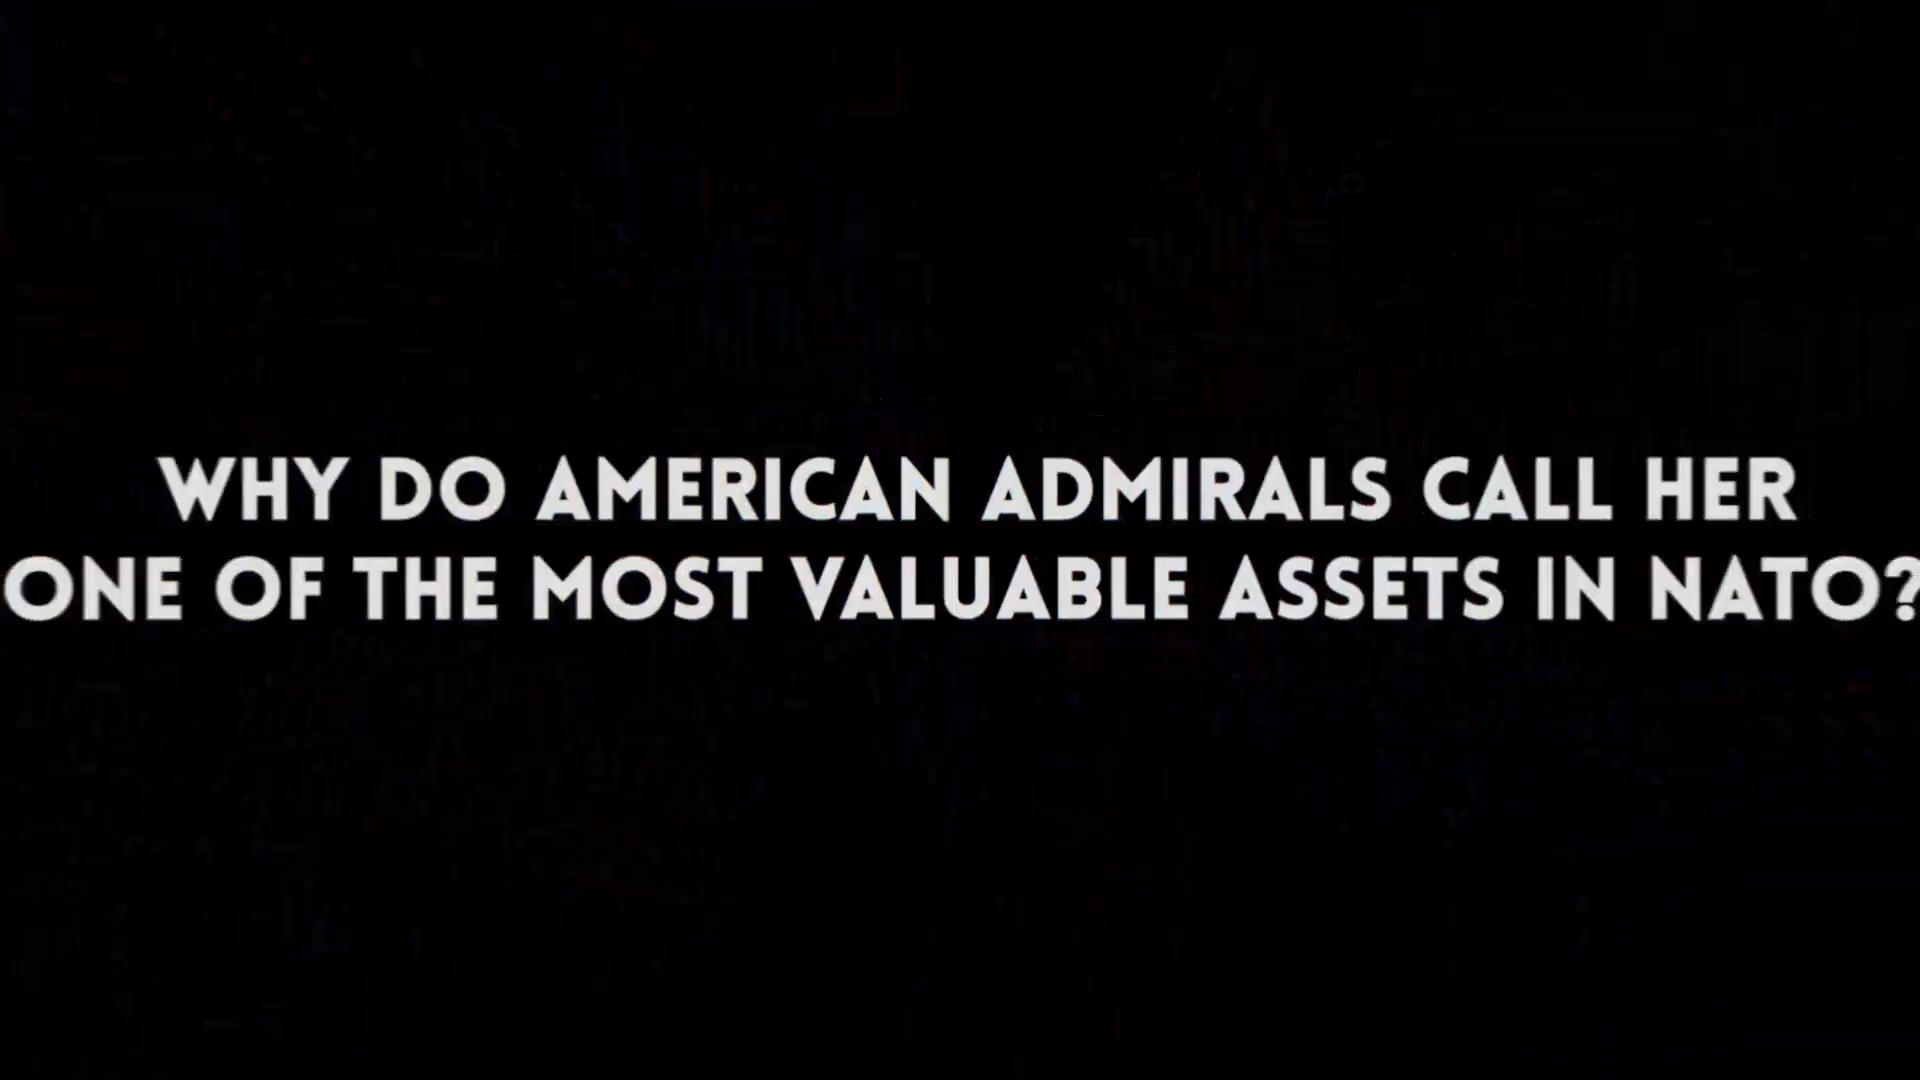 WHY DO AMERICAN ADMIRALS CALL HER
ONE OF THE MOST VALUABLE ASSETS IN NATO?